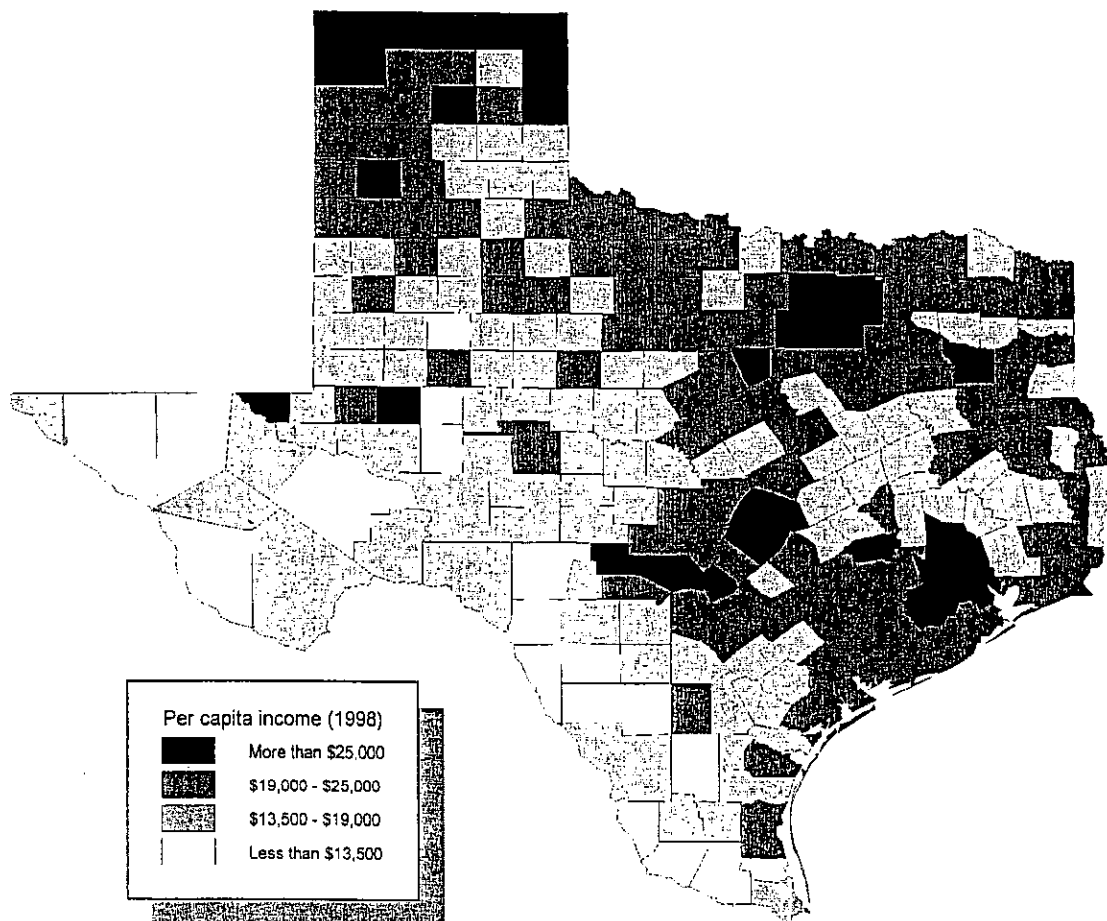 Per capita income (1998)
More than $25,000
$19,000 - $25,000
$13,500 - $19,000
Less than $13,500